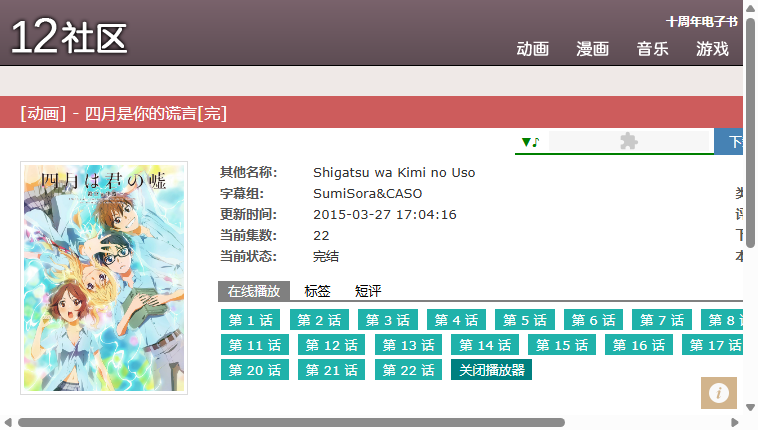 12社区
十周年电子书
动画 漫画 音乐 游戏
[动画] - 四月是你的谎言[完]
▼♪
下
四月は君の嘘
其他名称: Shigatsu wa Kimi no Uso
字幕组: SumiSora&CASO
更新时间: 2015-03-27 17:04:16
当前集数: 22
当前状态: 完结
在线播放 标签 短评
第 1 话 第 2 话 第 3 话 第 4 话 第 5 话 第 6 话 第 7 话 第 8
第 11 话 第 12 话 第 13 话 第 14 话 第 15 话 第 16 话 第 17 话
第 20 话 第 21 话 第 22 话 关闭播放器